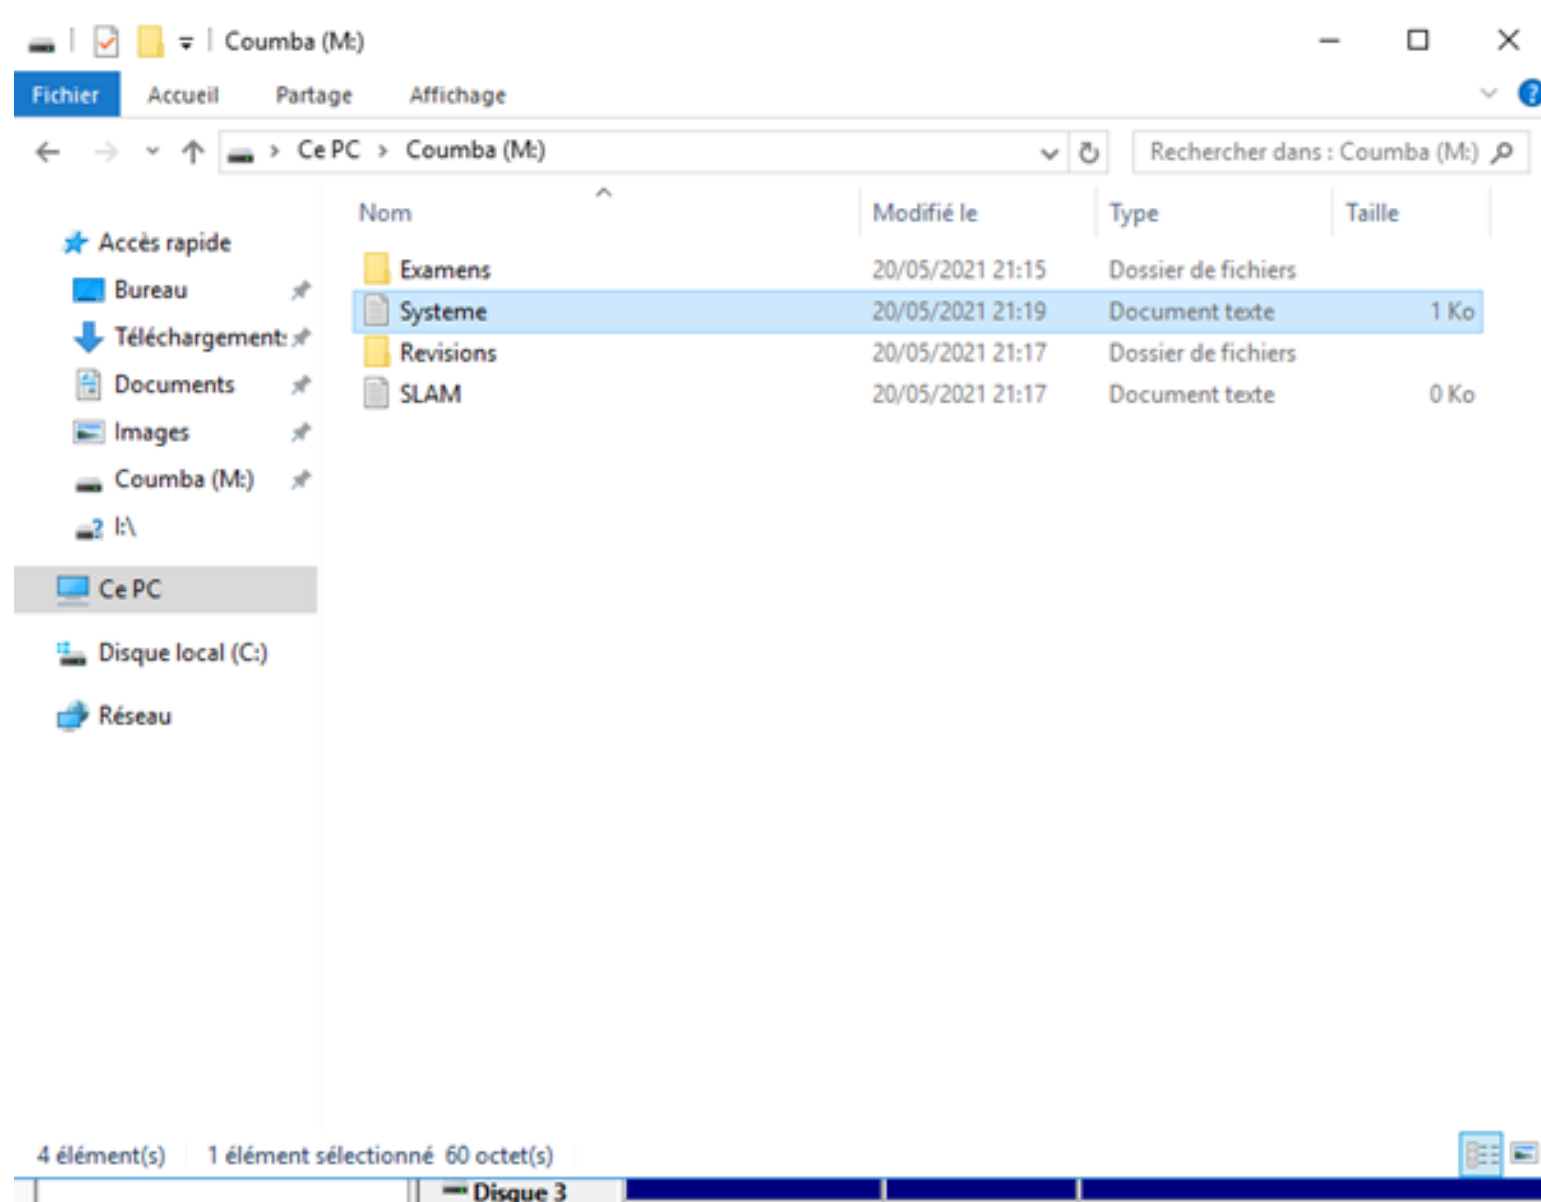 Coumba (M:)
Fichier Accueil Partage Affichage
Ce PC > Coumba (M:) Rechercher dans : Coumba (M:)
Nom Modifié le Type Taille
Accès rapide
Bureau
Téléchargement:
Documents
Images
Coumba (M:)
I:\
Ce PC
Disque local (C:)
Réseau
Examens 20/05/2021 21:15 Dossier de fichiers
Systeme 20/05/2021 21:19 Document texte 1 Ko
Revisions 20/05/2021 21:17 Dossier de fichiers
SLAM 20/05/2021 21:17 Document texte 0 Ko
4 élément(s) 1 élément sélectionné 60 octet(s)
Disque 3